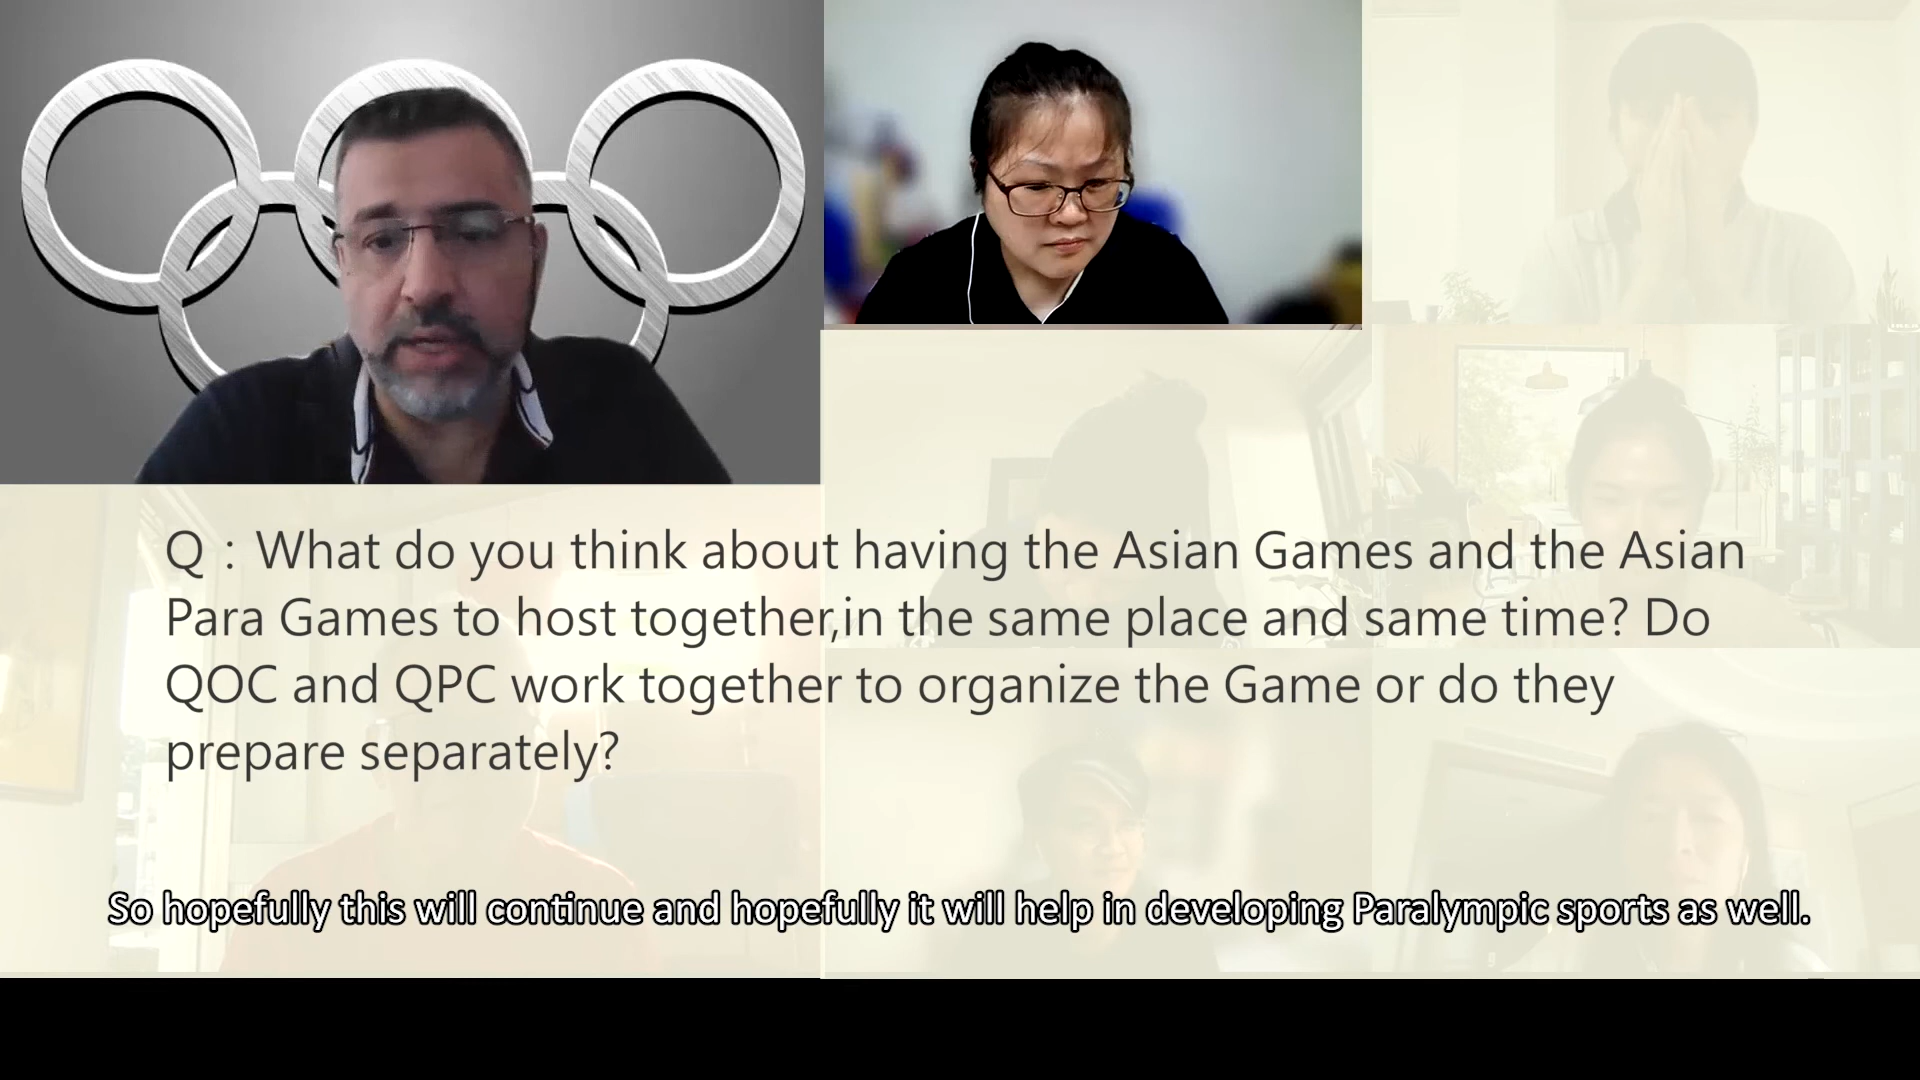 Q : What do you think about having the Asian Games and the Asian
Para Games to host together,in the same place and same time? Do
QOC and QPC work together to organize the Game or do they
prepare separately?
So hopefully this will continue and hopefully it will help in developing Paralympic sports as well.